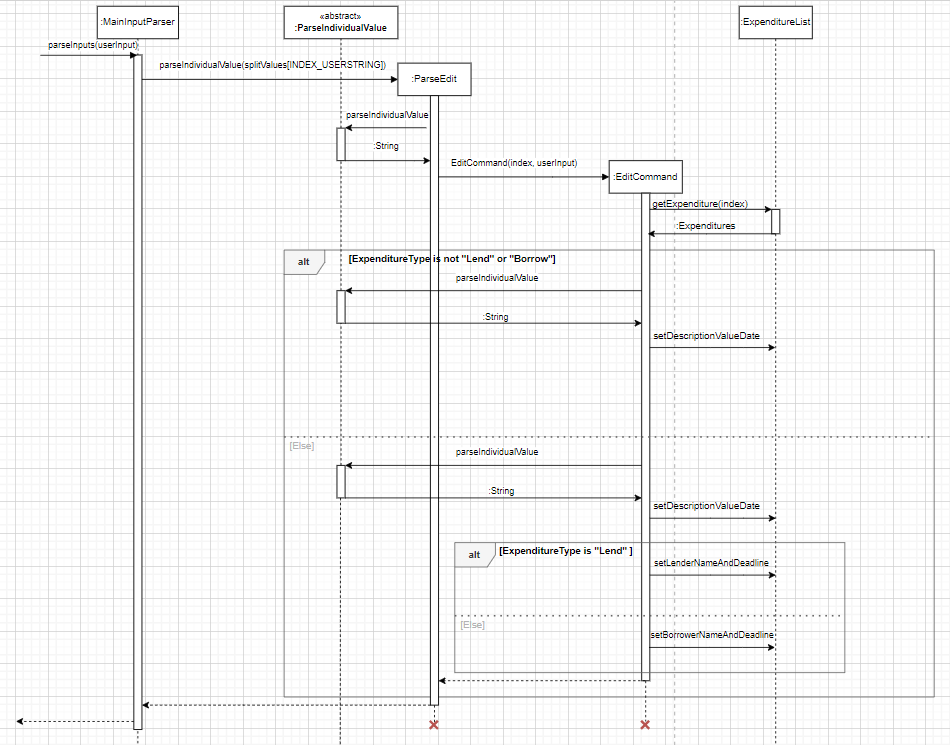 :MainInputParser
«abstract»
:ParseIndividualValue
:ExpenditureList
parseInputs(userInput)
parseIndividualValue(splitValues[INDEX_USERSTRING])
:ParseEdit
parseIndividualValue
:String
EditCommand(index, userInput)
:EditCommand
getExpenditure(index)
:Expenditures
alt
[ExpenditureType is not "Lend" or "Borrow"]
parseIndividualValue
:String
setDescriptionValueDate
[Else]
parseIndividualValue
:String
setDescriptionValueDate
alt
[ExpenditureType is "Lend" ]
setLenderNameAndDeadline
[Else]
setBorrowerNameAndDeadline